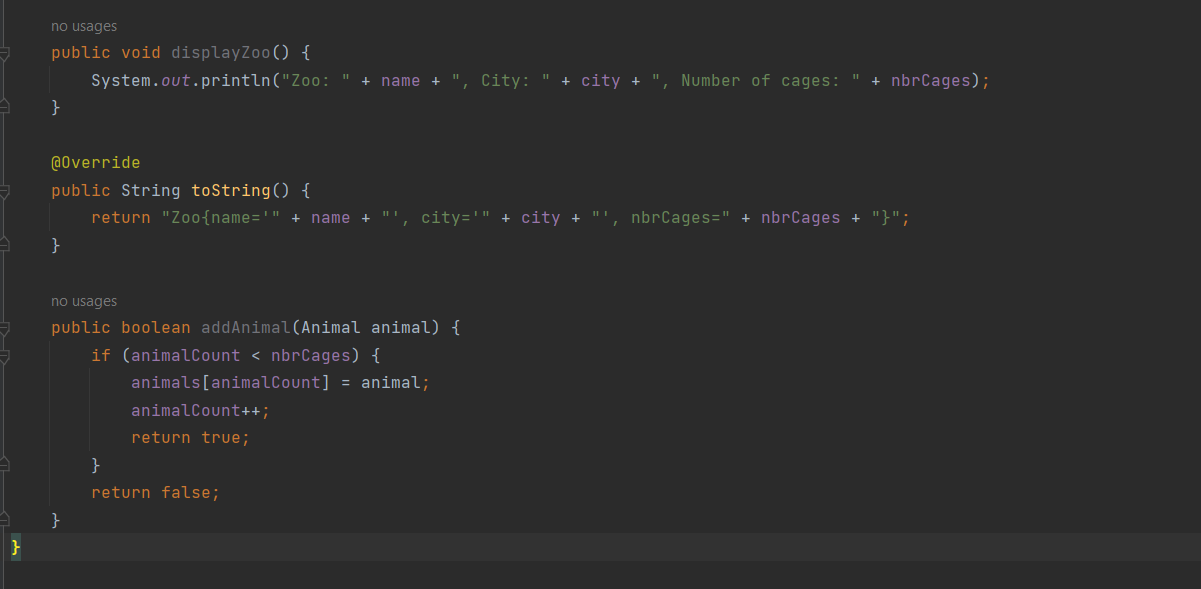 no usages
public void displayZoo() {
    System.out.println("Zoo: " + name + ", City: " + city + ", Number of cages: " + nbrCages);
}
@Override
public String toString() {
    return "Zoo{name='" + name + "', city='" + city + "', nbrCages=" + nbrCages + "}";
}
no usages
public boolean addAnimal(Animal animal) {
    if (animalCount < nbrCages) {
        animals[animalCount] = animal;
        animalCount++;
        return true;
    }
    return false;
}
}